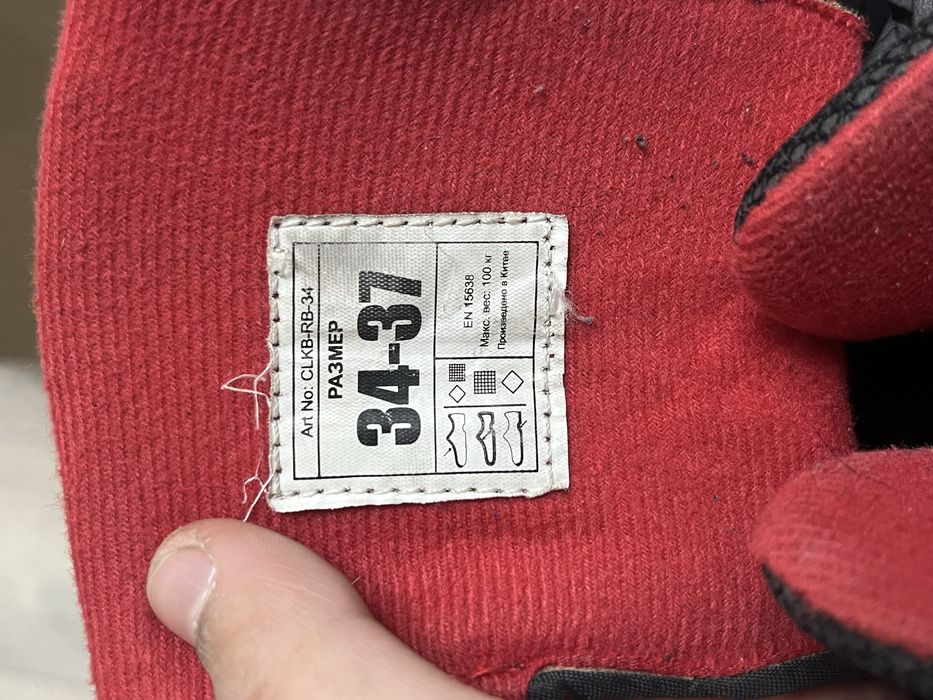 Art No: CLKB-RB-34
РАЗМЕР
34-37
EN 15638
Макс. вес: 100 кг
Произведено в Китае